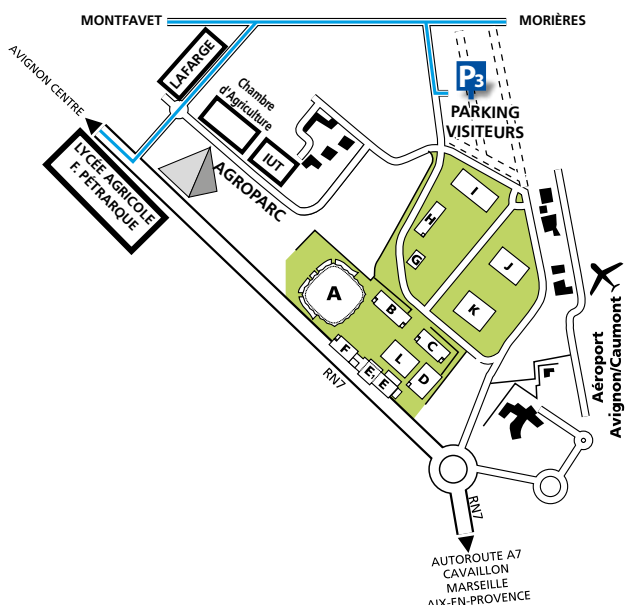 MONTFAVET
MORIÈRES
AVIGNON CENTRE
LAFARGE
P3
PARKING
VISITEURS
Chambre
d'Agriculture
IUT
LYCÉE AGRICOLE
F. PÉTRARQUE
AGROPARC
I
H
G
J
K
A
B
C
L
D
F
E1
E
RN7
Aéroport
Avignon/Caumont
RN7
AUTOROUTE A7
CAVAILLON
MARSEILLE
AIX-EN-PROVENCE